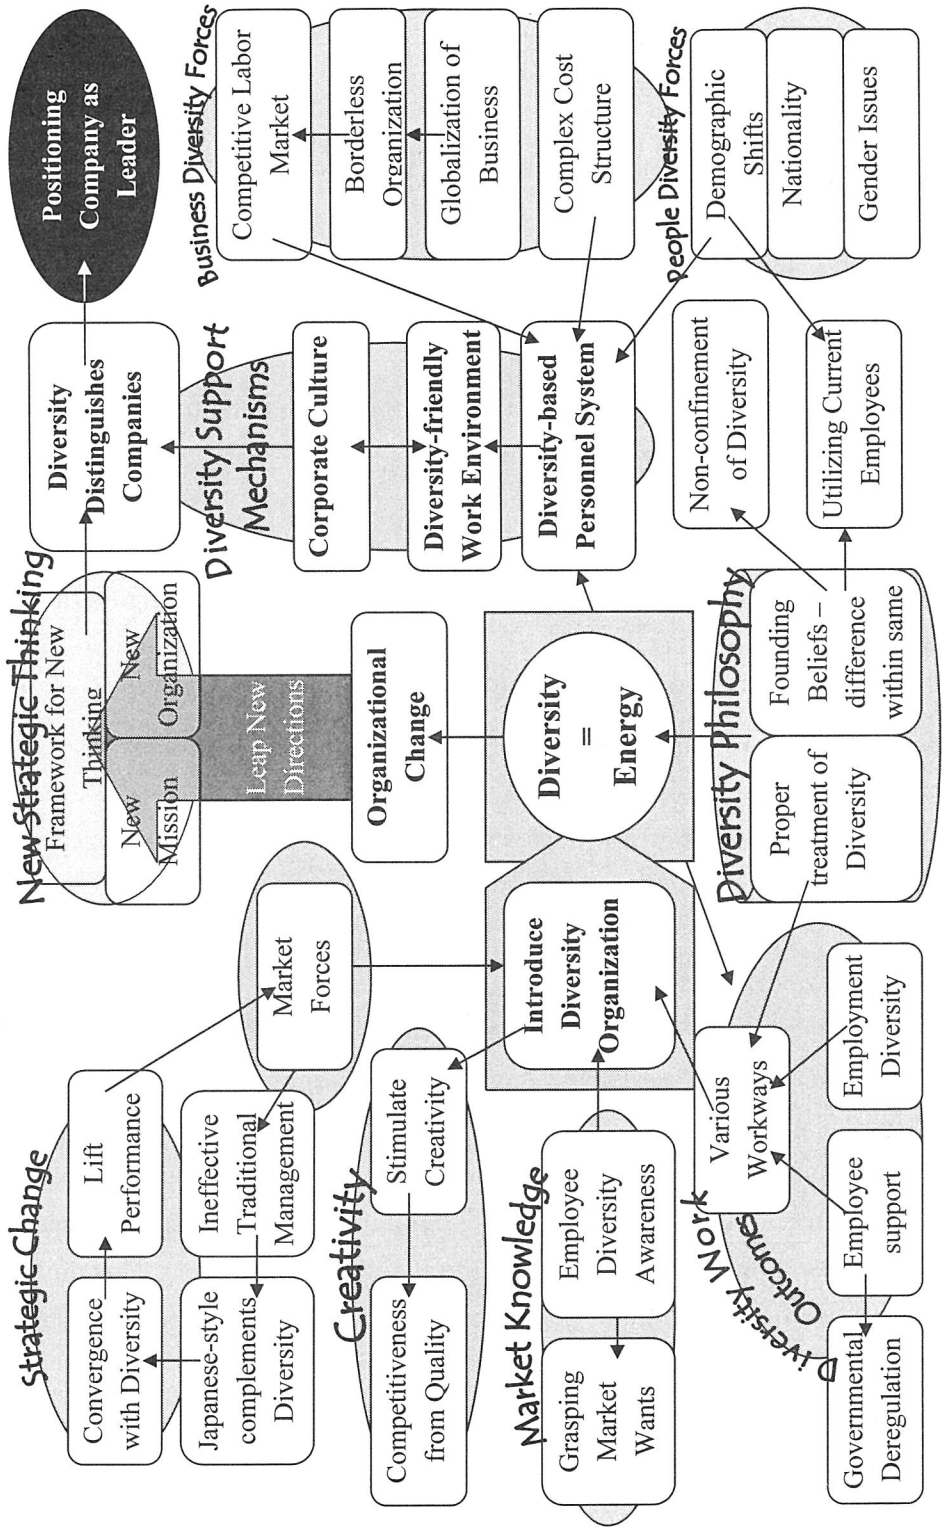 Strategic Change
Convergence
with Diversity
Lift
Performance
Japanese-style
complements
Diversity
Ineffective
Traditional
Management
Market
Forces
New Strategic Thinking
Framework for New
Thinking
New
Mission
New
Organization
Leap New
Directions
Organizational
Change
Diversity
Distinguishes
Companies
Positioning
Company as
Leader
Diversity Support
Mechanisms
Corporate Culture
Diversity-friendly
Work Environment
Diversity-based
Personnel System
Business Diversity Forces
Competitive Labor
Market
Borderless
Organization
Globalization of
Business
Complex Cost
Structure
Creativity
Competitiveness
from Quality
Stimulate
Creativity
Market Knowledge
Grasping
Market
Wants
Employee
Diversity
Awareness
Introduce
Diversity
Organization
Diversity
=
Energy
Diversity Work
Outcomes
Various
Workways
Governmental
Deregulation
Employee
support
Employment
Diversity
Diversity Philosophy
Proper
treatment of
Diversity
Founding
Beliefs –
difference
within same
Non-confinement
of Diversity
Utilizing Current
Employees
People Diversity Forces
Demographic
Shifts
Nationality
Gender Issues